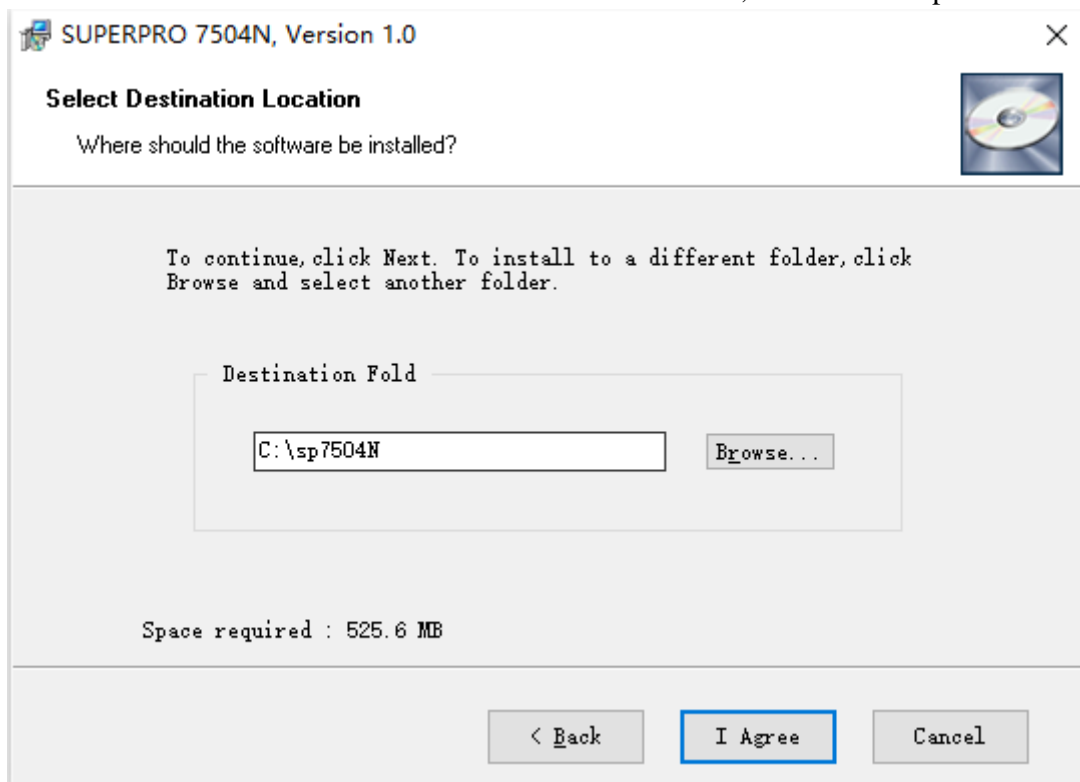 SUPERPRO 7504N, Version 1.0
Select Destination Location
Where should the software be installed?
To continue, click Next. To install to a different folder, click
Browse and select another folder.
Destination Fold
C:\sp7504N
Browse...
Space required : 525.6 MB
< Back
I Agree
Cancel